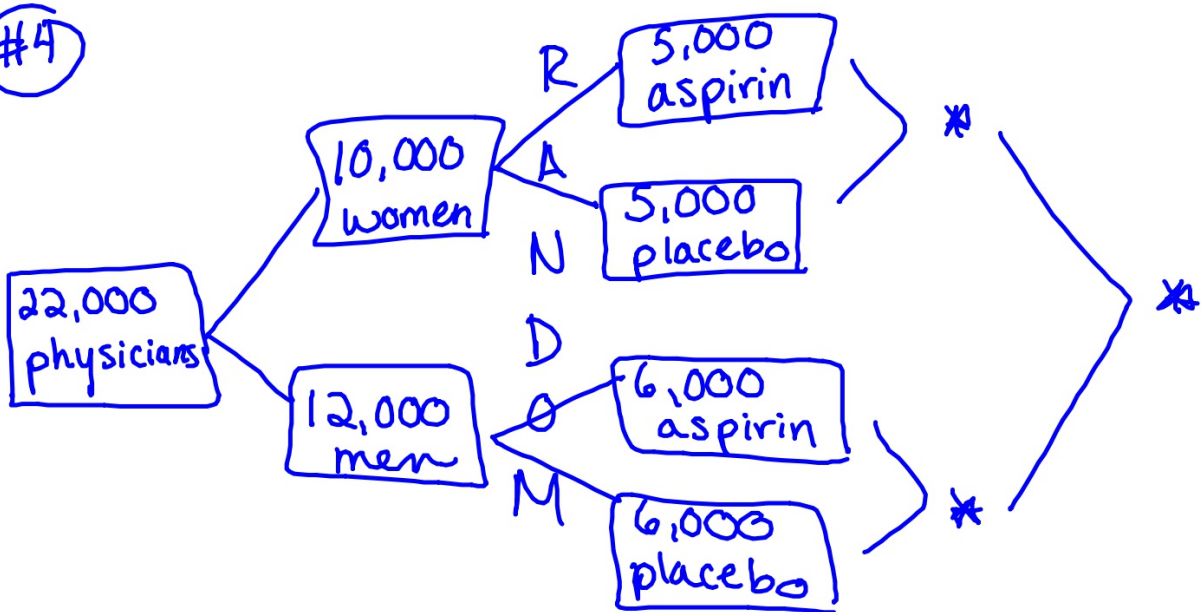 #4
22,000
physicians
10,000
women
12,000
men
R
A
N
D
O
M
5,000
aspirin
5,000
placebo
6,000
aspirin
6,000
placebo
*
*
*